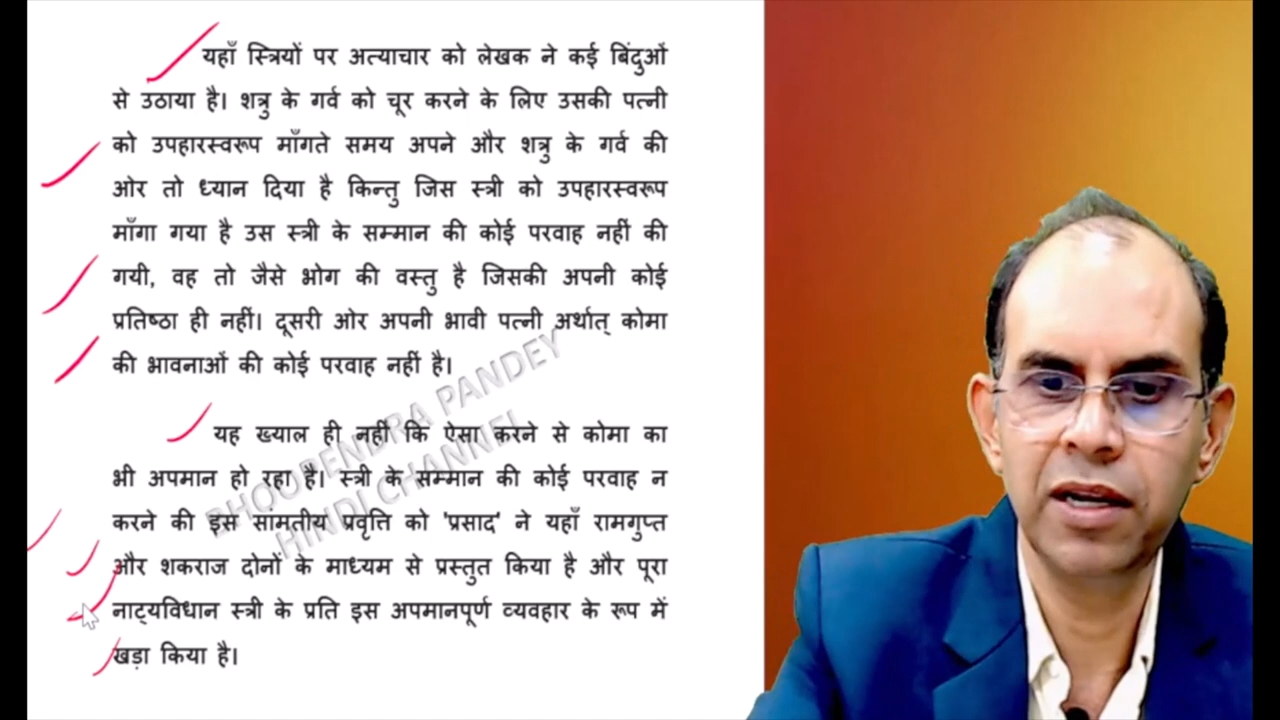 यहाँ स्त्रियों पर अत्याचार को लेखक ने कई बिंदुओं
से उठाया है। शत्रु के गर्व को चूर करने के लिए उसकी पत्नी
को उपहारस्वरूप माँगते समय अपने और शत्रु के गर्व की
ओर तो ध्यान दिया है किन्तु जिस स्त्री को उपहारस्वरूप
माँगा गया है उस स्त्री के सम्मान की कोई परवाह नहीं की
गयी, वह तो जैसे भोग की वस्तु है जिसकी अपनी कोई
प्रतिष्ठा ही नहीं। दूसरी ओर अपनी भावी पत्नी अर्थात् कोमा
की भावनाओं की कोई परवाह नहीं है।
यह ख्याल ही नहीं कि ऐसा करने से कोमा का
भी अपमान हो रहा है। स्त्री के सम्मान की कोई परवाह न
करने की इस सांमतीय प्रवृत्ति को 'प्रसाद' ने यहाँ रामगुप्त
और शकराज दोनों के माध्यम से प्रस्तुत किया है और पूरा
नाट्यविधान स्त्री के प्रति इस अपमानपूर्ण व्यवहार के रूप में
खड़ा किया है।
BHOOPENDRA PANDEY
HINDI CHANNEL